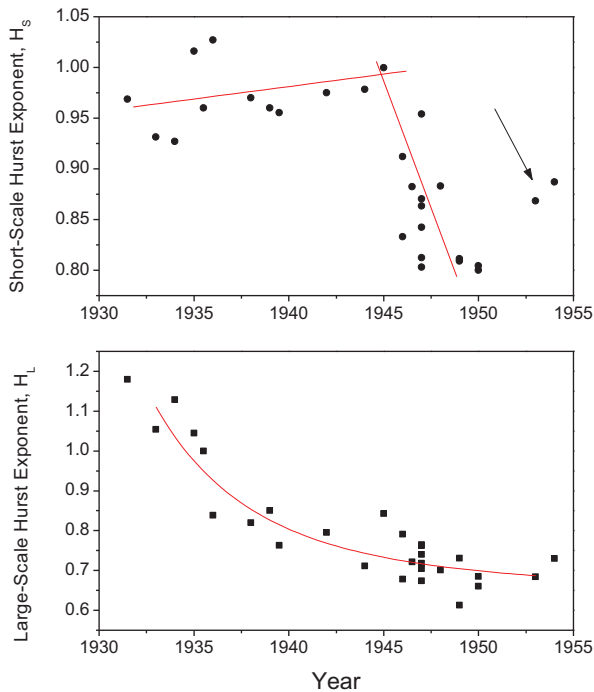 Short-Scale Hurst Exponent, H_S
1.05
1.00
0.95
0.90
0.85
0.80
1930 1935 1940 1945 1950 1955
Large-Scale Hurst Exponent, H_L
1.2
1.1
1.0
0.9
0.8
0.7
0.6
1930 1935 1940 1945 1950 1955
Year